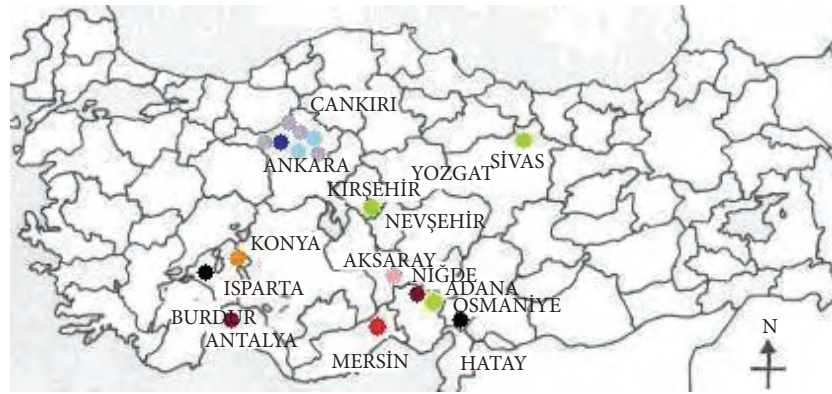 ÇANKIRI
ANKARA
YOZGAT
SİVAS
KIRŞEHİR
NEVŞEHİR
KONYA
AKSARAY
NİĞDE
ISPARTA
ADANA
OSMANİYE
BURDUR
ANTALYA
MERSİN
HATAY
N